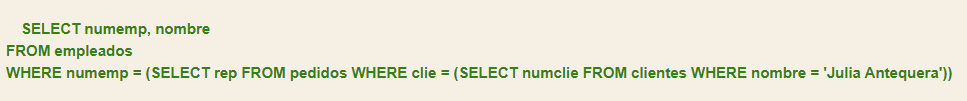 SELECT numemp, nombre
FROM empleados
WHERE numemp = (SELECT rep FROM pedidos WHERE clie = (SELECT numclie FROM clientes WHERE nombre = 'Julia Antequera'))